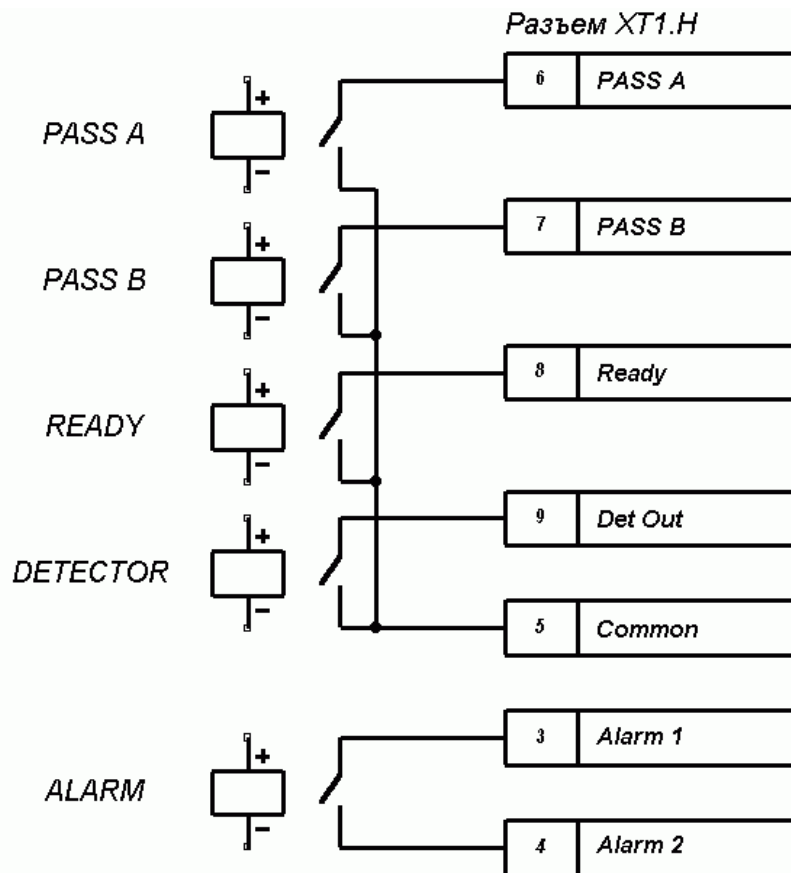 Разъем XT1.H
6 PASS A
PASS A
+
−
7 PASS B
PASS B
+
−
8 Ready
READY
+
−
9 Det Out
DETECTOR
+
−
5 Common
3 Alarm 1
ALARM
+
−
4 Alarm 2